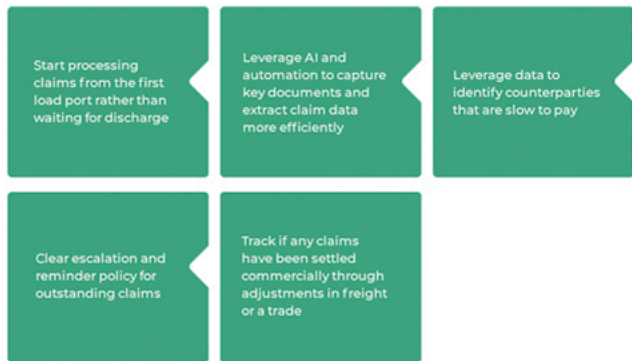 Start processing
claims from the first
load port rather than
waiting for discharge
Leverage AI and
automation to capture
key documents and
extract claim data
more efficiently
Leverage data to
identify counterparties
that are slow to pay
Clear escalation and
reminder policy for
outstanding claims
Track if any claims
have been settled
commercially through
adjustments in freight
or a trade